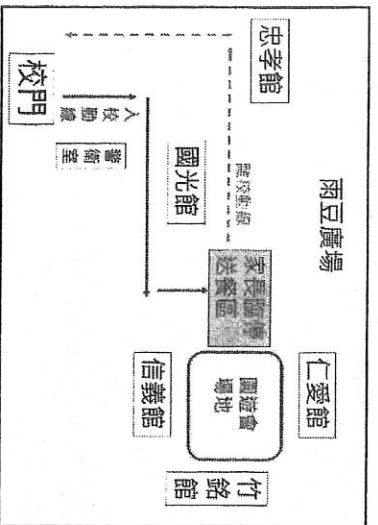 忠孝館
雨豆廣場
離校動線
國光館
家長臨停
送餐區
仁愛館
園遊會
場地
校門
入校動線
警衛室
信義館
竹銘館